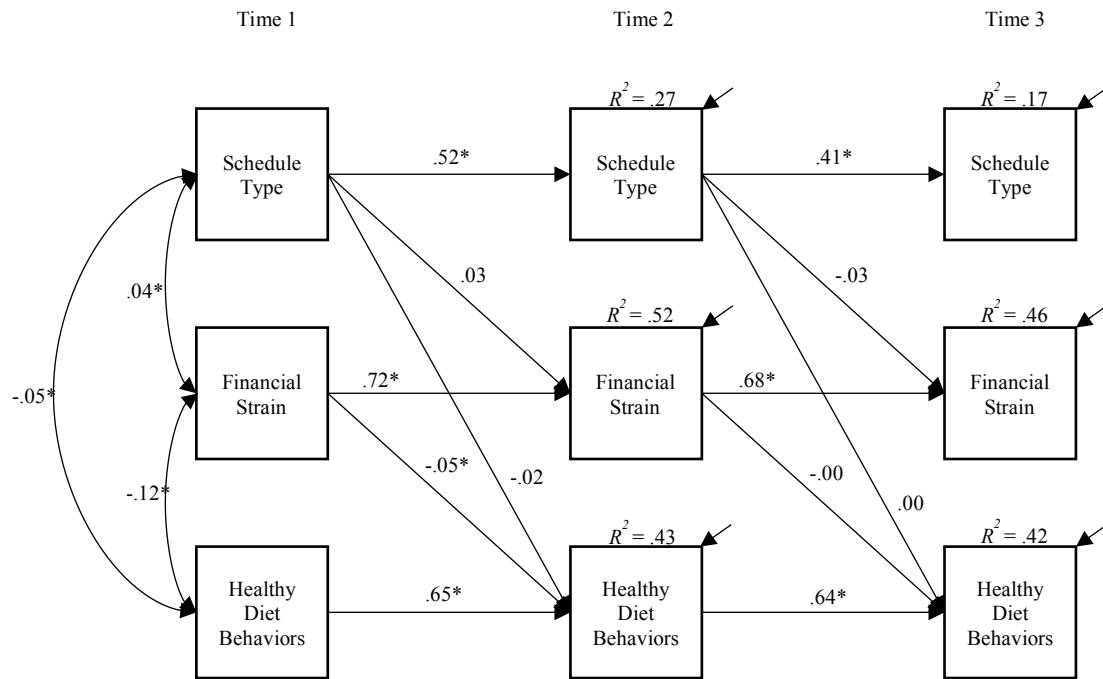 Time 1
Time 2
Time 3
R² = .27
R² = .17
Schedule
Type
.52*
Schedule
Type
.41*
Schedule
Type
.04*
.03
-.03
R² = .52
R² = .46
-.05*
Financial
Strain
.72*
Financial
Strain
.68*
Financial
Strain
-.12*
-.05*
-.02
-.00
.00
R² = .43
R² = .42
Healthy
Diet
Behaviors
.65*
Healthy
Diet
Behaviors
.64*
Healthy
Diet
Behaviors